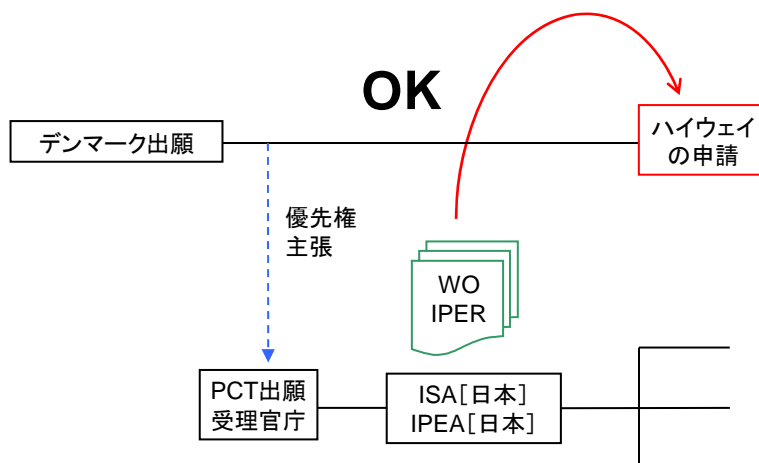 OK
デンマーク出願
ハイウェイ
の申請
優先権
主張
WO
IPER
PCT出願
受理官庁
ISA［日本］
IPEA［日本］